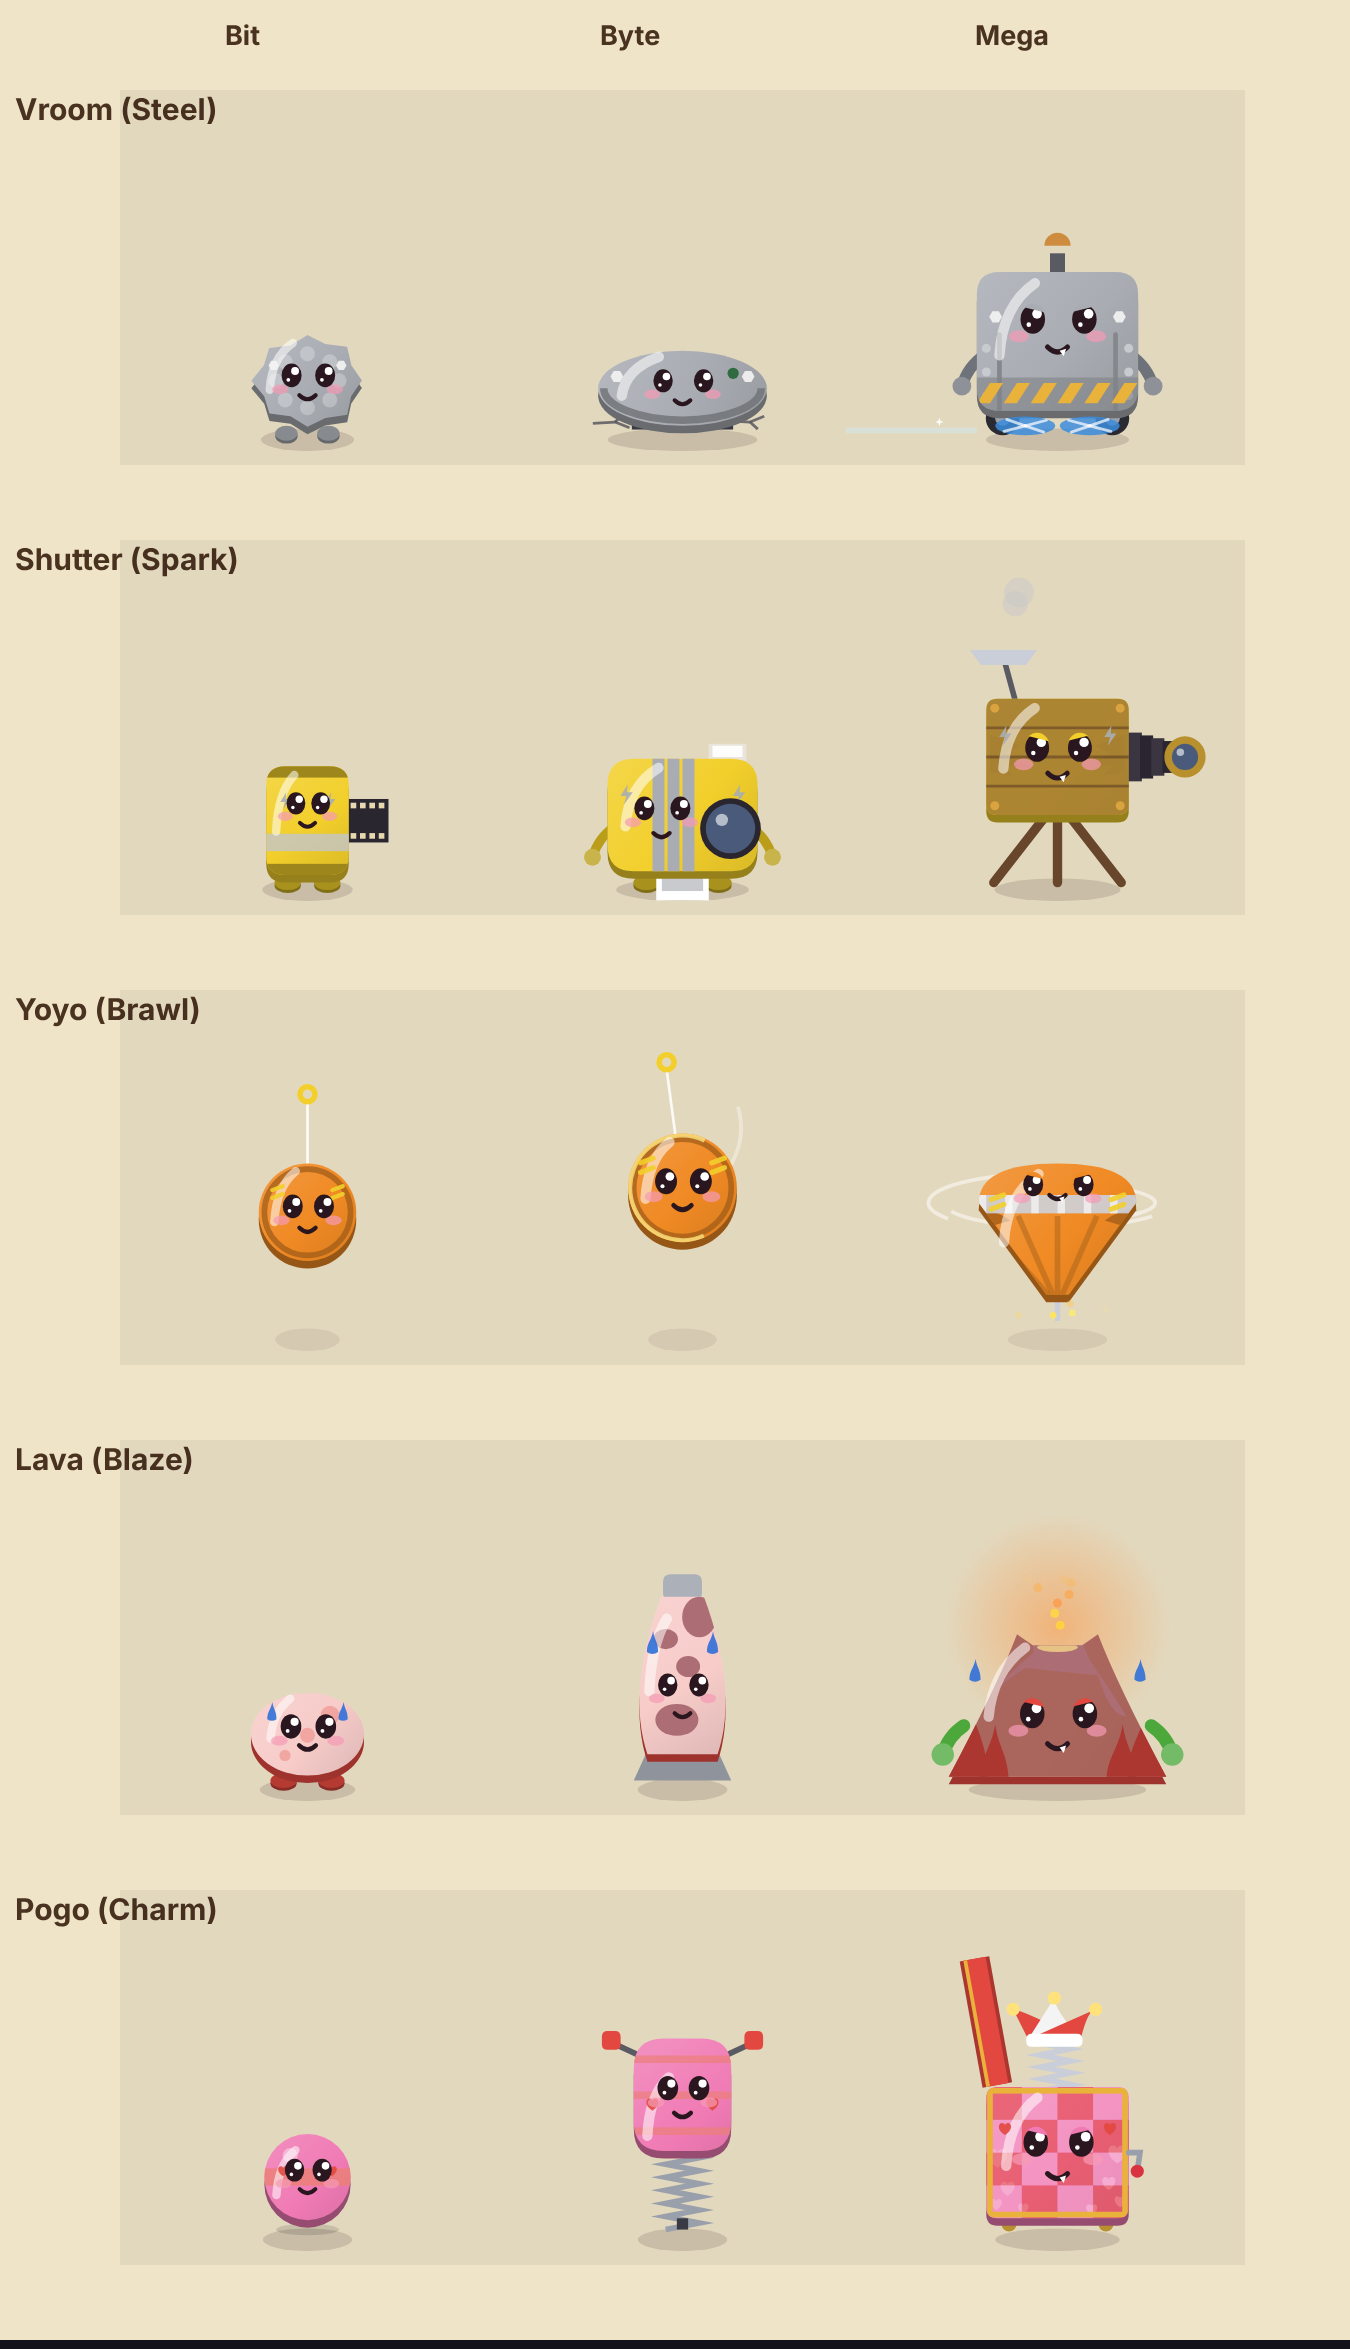 Bit Byte Mega
Vroom (Steel)
Shutter (Spark)
Yoyo (Brawl)
Lava (Blaze)
Pogo (Charm)